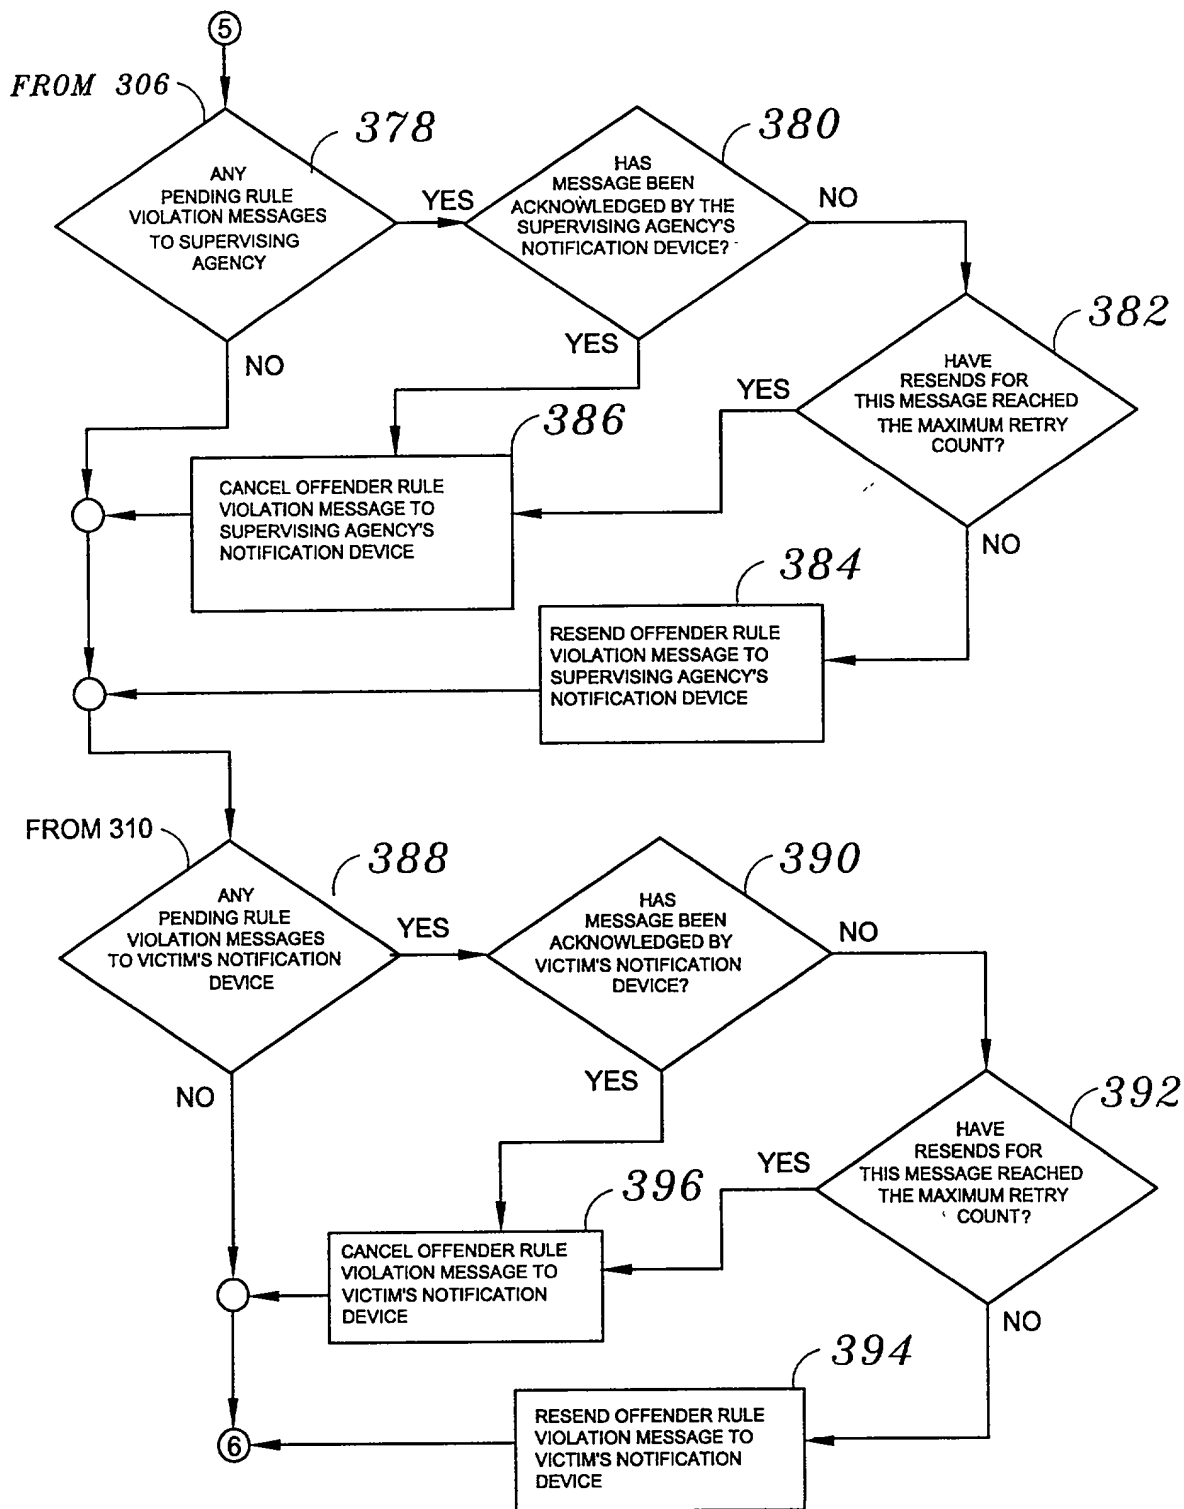 5
FROM 306
378
ANY
PENDING RULE
VIOLATION MESSAGES
TO SUPERVISING
AGENCY
YES
NO
380
HAS
MESSAGE BEEN
ACKNOWLEDGED BY THE
SUPERVISING AGENCY'S
NOTIFICATION DEVICE?
NO
YES
382
HAVE
RESENDS FOR
THIS MESSAGE REACHED
THE MAXIMUM RETRY
COUNT?
YES
NO
386
CANCEL OFFENDER RULE
VIOLATION MESSAGE TO
SUPERVISING AGENCY'S
NOTIFICATION DEVICE
384
RESEND OFFENDER RULE
VIOLATION MESSAGE TO
SUPERVISING AGENCY'S
NOTIFICATION DEVICE
FROM 310
388
ANY
PENDING RULE
VIOLATION MESSAGES
TO VICTIM'S NOTIFICATION
DEVICE
YES
NO
390
HAS
MESSAGE BEEN
ACKNOWLEDGED BY
VICTIM'S NOTIFICATION
DEVICE?
NO
YES
392
HAVE
RESENDS FOR
THIS MESSAGE REACHED
THE MAXIMUM RETRY
COUNT?
YES
NO
396
CANCEL OFFENDER RULE
VIOLATION MESSAGE TO
VICTIM'S NOTIFICATION
DEVICE
394
RESEND OFFENDER RULE
VIOLATION MESSAGE TO
VICTIM'S NOTIFICATION
DEVICE
6